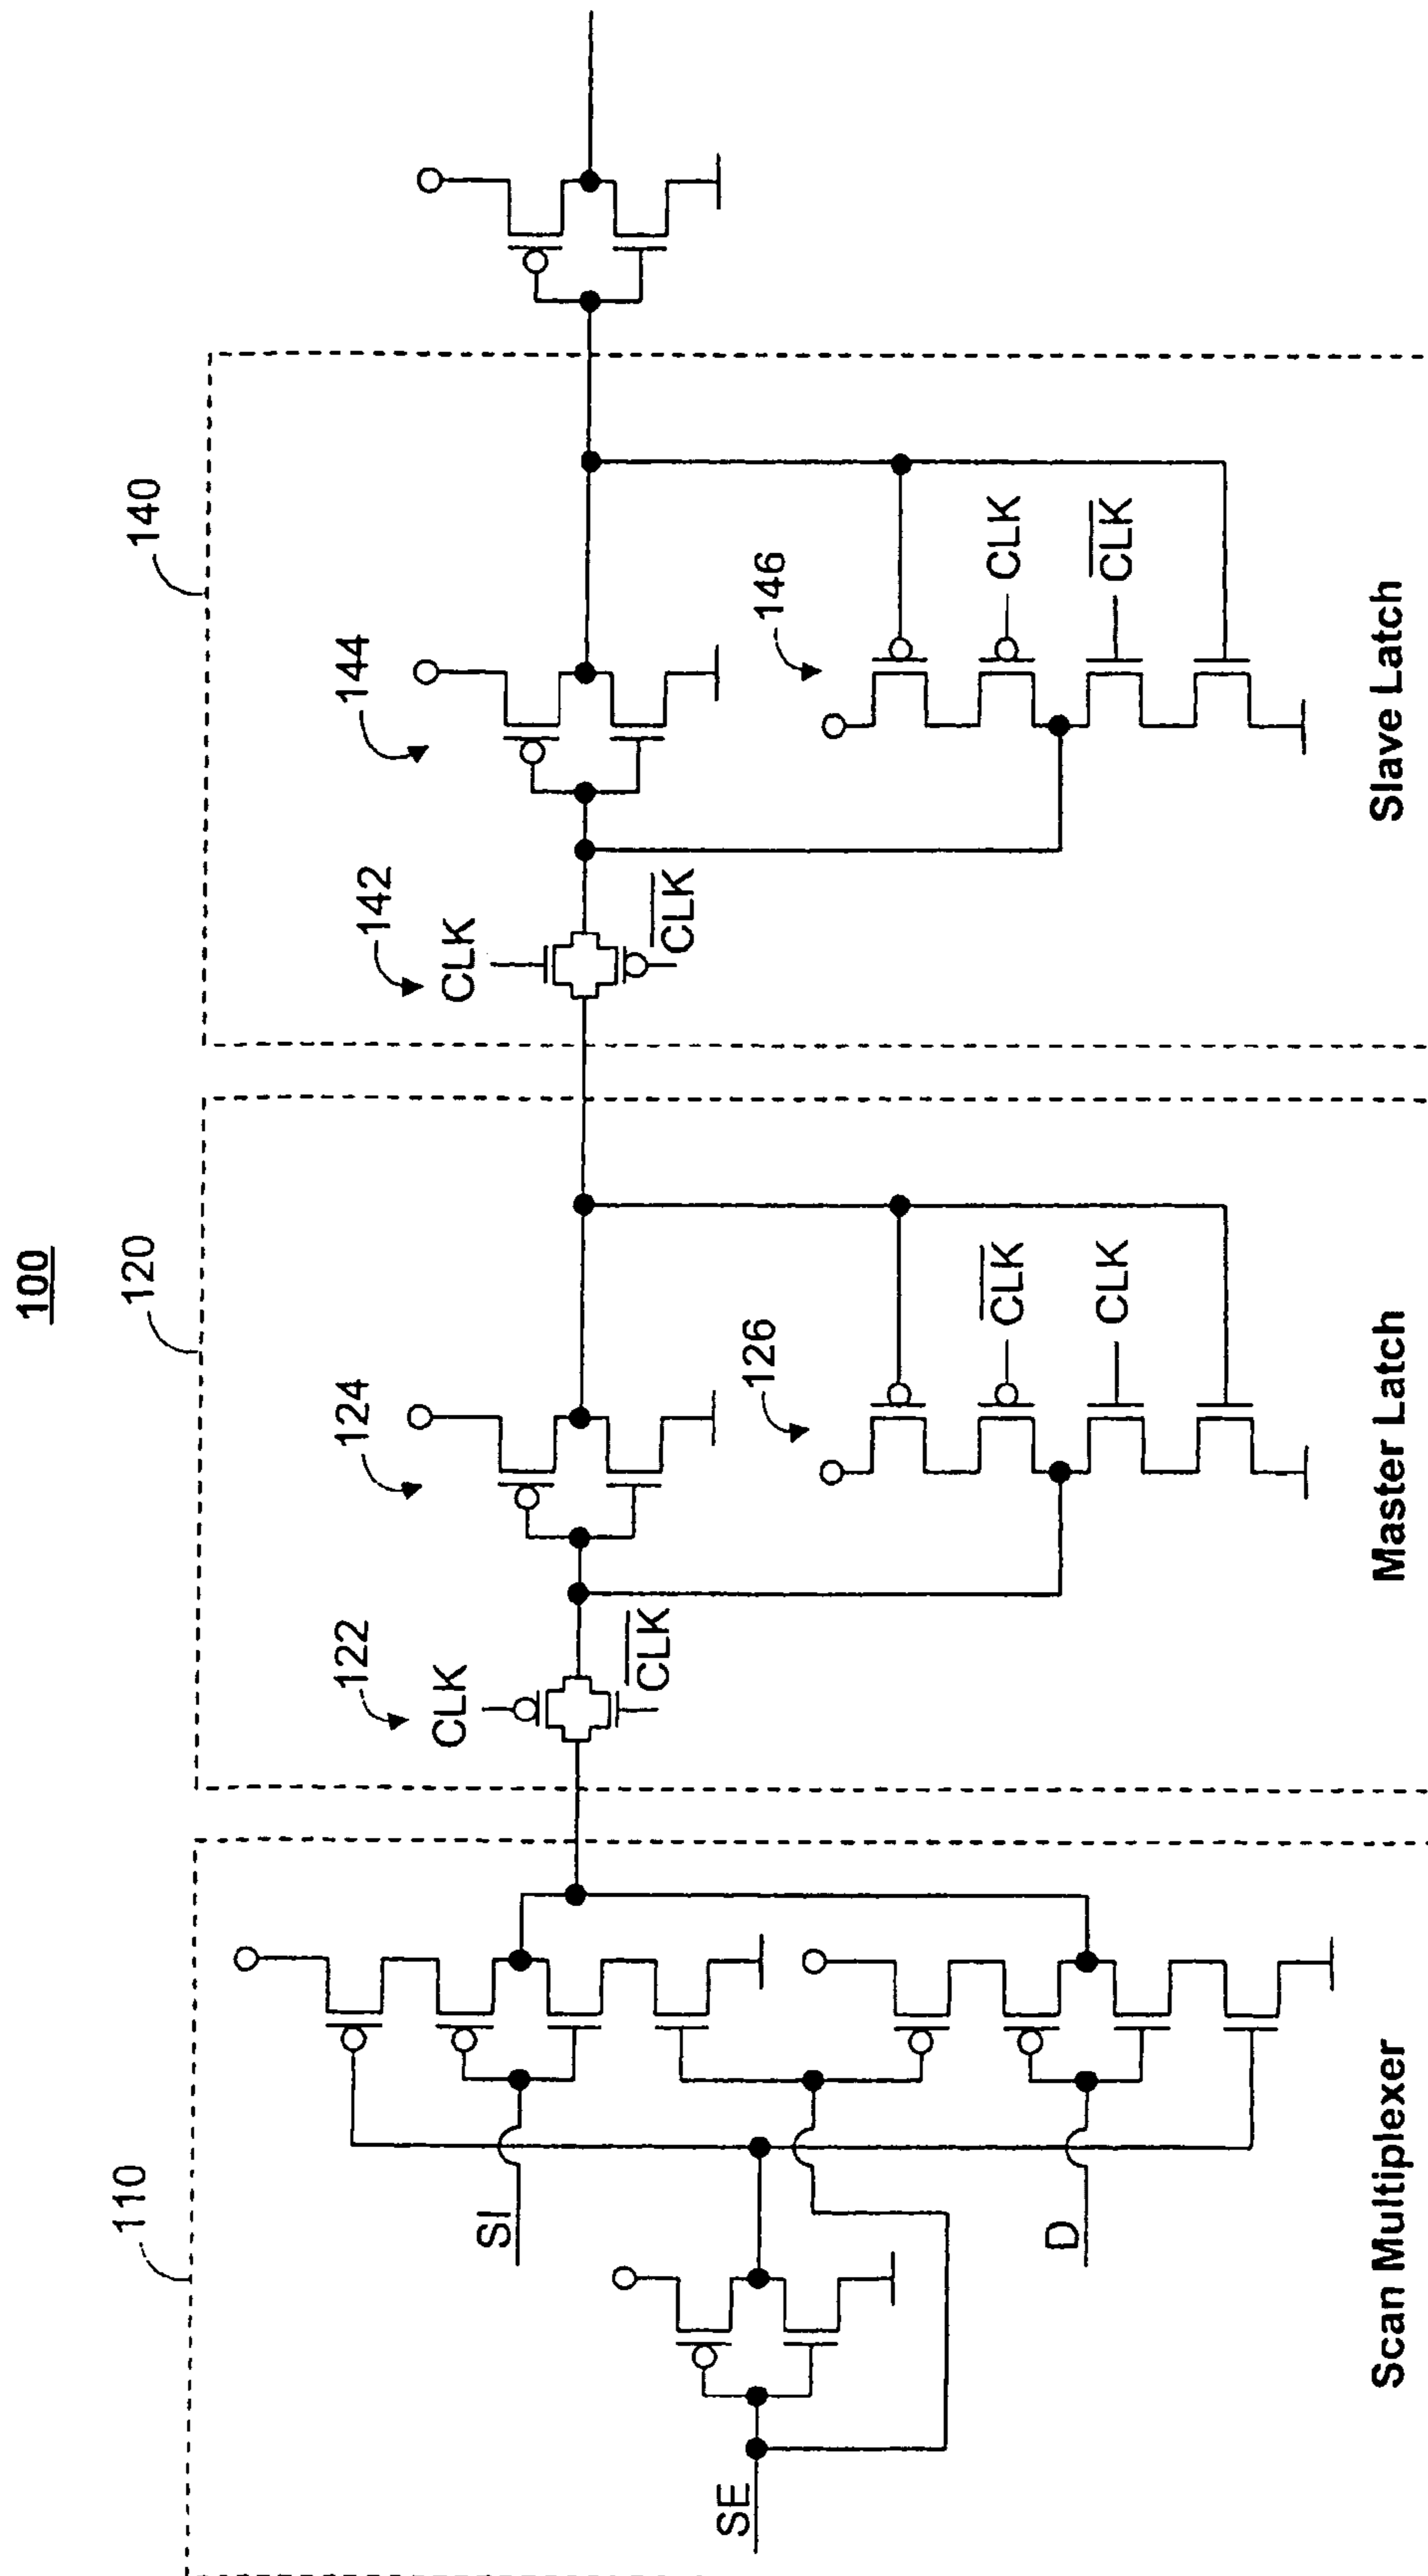 100
110
SI
SE
D
Scan Multiplexer
120
122
CLK
CLK
124
126
CLK
CLK
Master Latch
140
142
CLK
CLK
144
146
CLK
CLK
Slave Latch